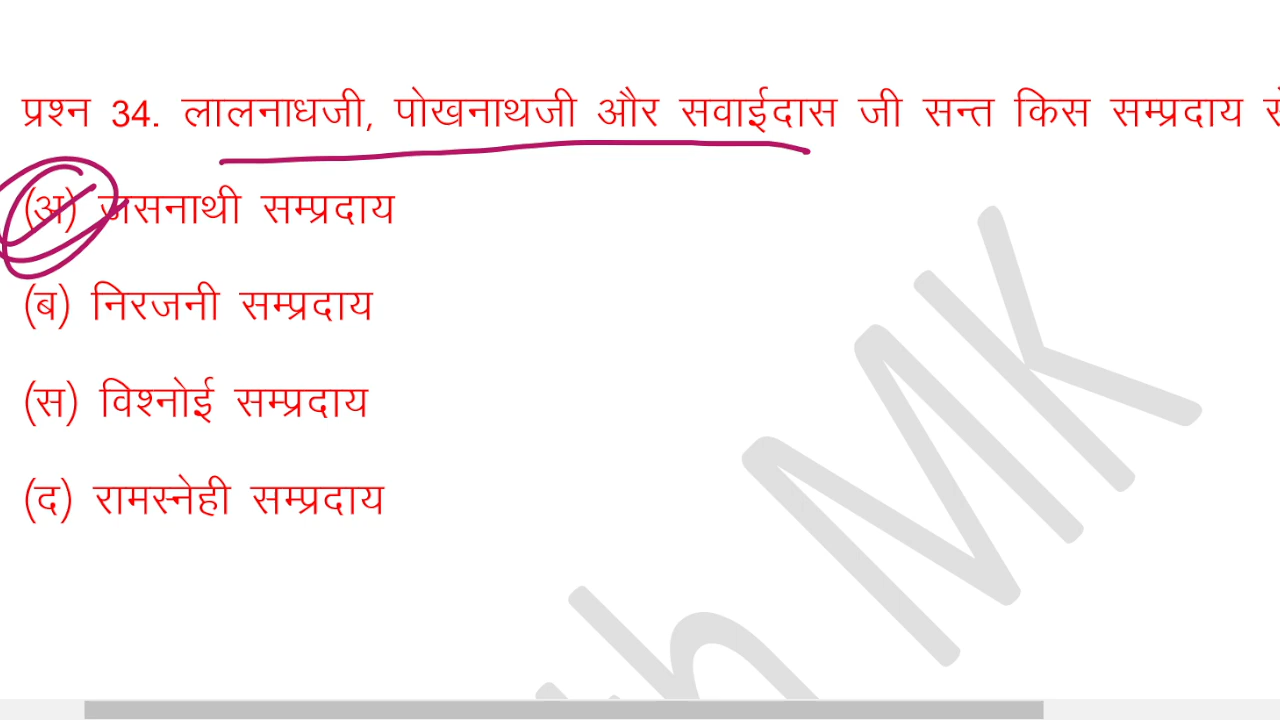 प्रश्न 34. लालनाधजी, पोखनाथजी और सवाईदास जी सन्त किस सम्प्रदाय
(अ) जसनाथी सम्प्रदाय
(ब) निरजनी सम्प्रदाय
(स) विश्नोई सम्प्रदाय
(द) रामस्नेही सम्प्रदाय
MK